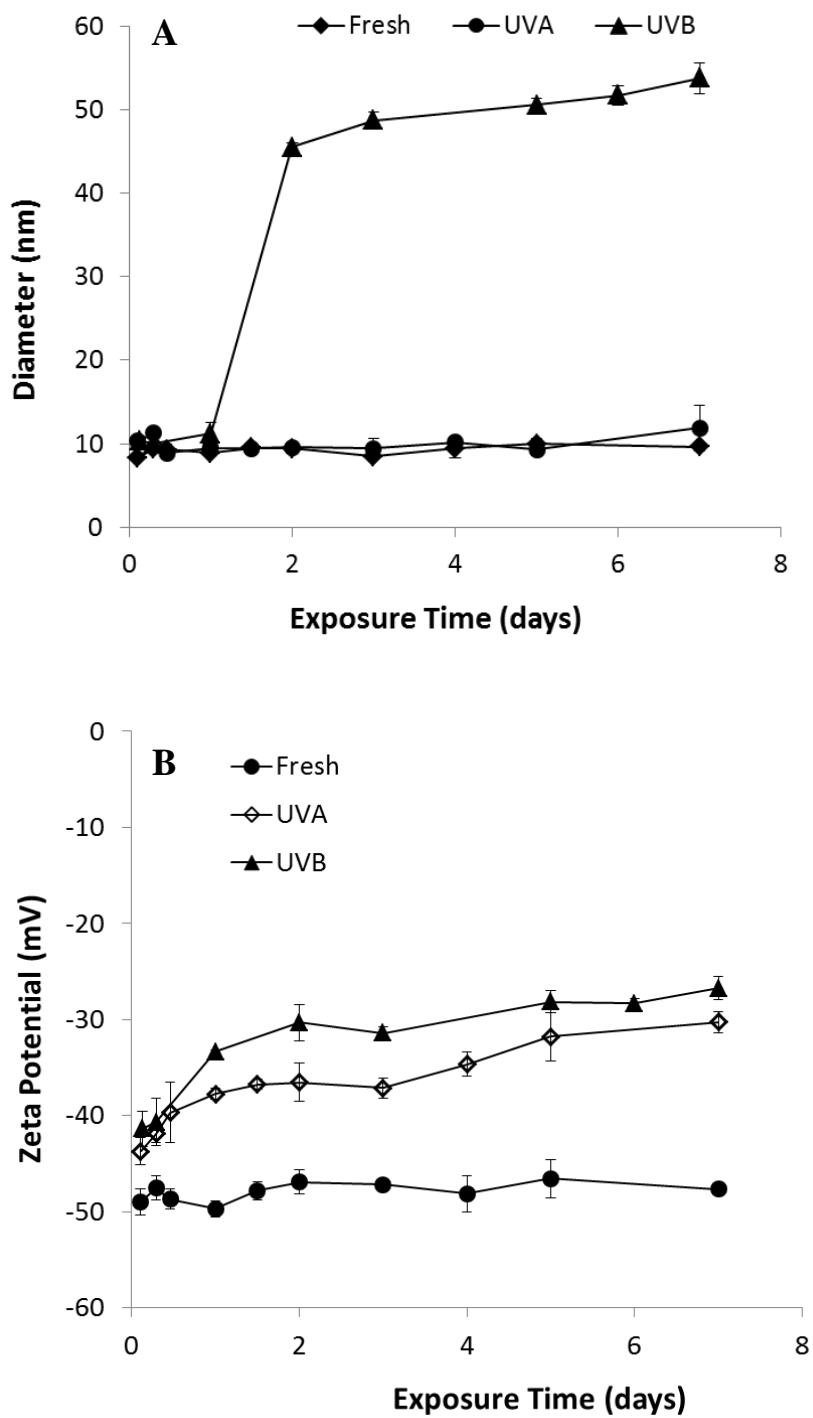 A
Fresh UVA UVB
60
50
40
30
20
10
0
Diameter (nm)
0 2 4 6 8
Exposure Time (days)
B
Fresh
UVA
UVB
0
-10
-20
-30
-40
-50
-60
Zeta Potential (mV)
0 2 4 6 8
Exposure Time (days)